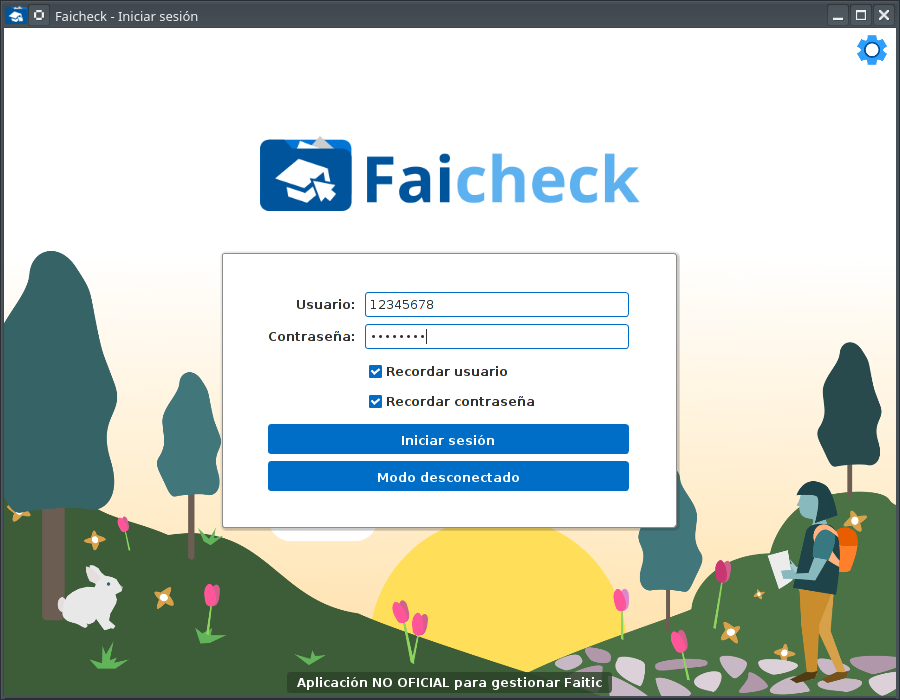 Faicheck - Iniciar sesión
Faicheck
Usuario: 12345678
Contraseña: ••••••••
Recordar usuario
Recordar contraseña
Iniciar sesión
Modo desconectado
Aplicación NO OFICIAL para gestionar Faitic